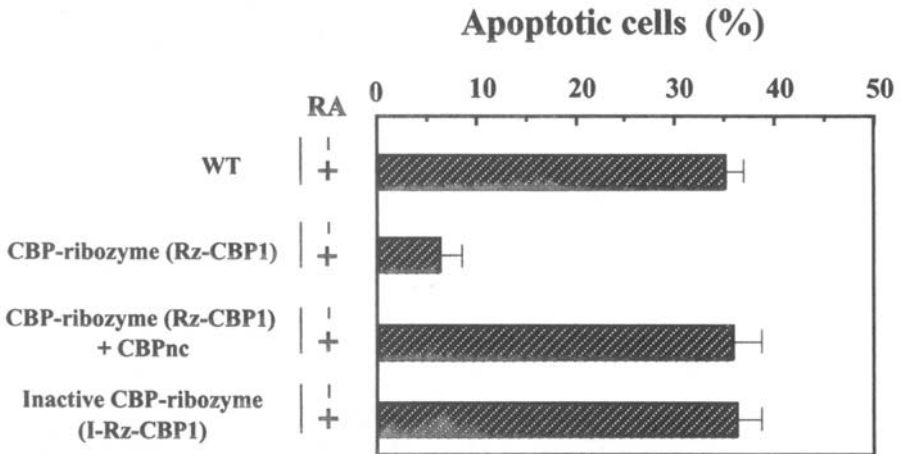 Apoptotic cells (%)
0 10 20 30 40 50
RA
WT
-
+
CBP-ribozyme (Rz-CBP1)
-
+
CBP-ribozyme (Rz-CBP1)
+ CBPnc
-
+
Inactive CBP-ribozyme
(I-Rz-CBP1)
-
+